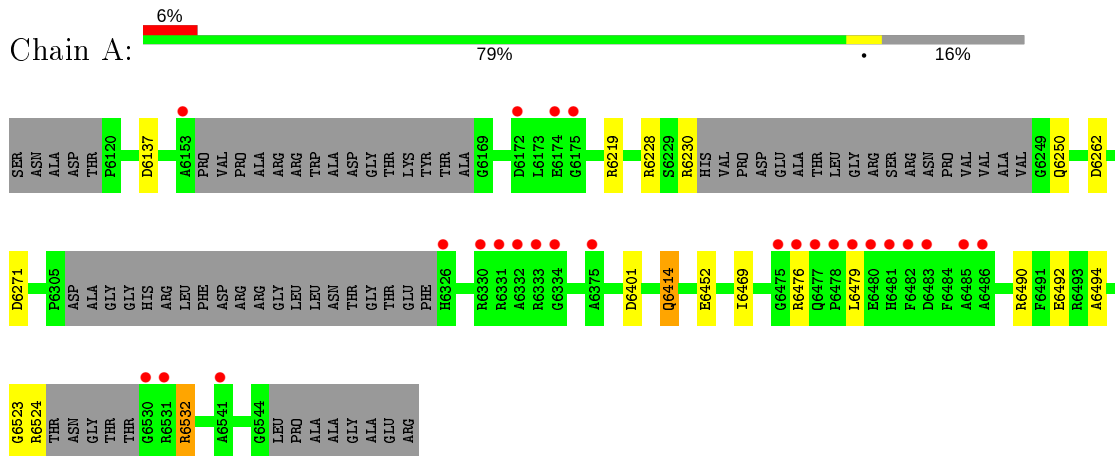 6%
Chain A:
79%
•
16%
SER ASN ALA ASP THR P6120 D6137 A6153 PRO VAL PRO ALA ARG ARG TRP ALA ASP GLY THR LYS TYR THR ALA G6169 D6172 L6173 E6174 G6175 R6219 R6228 S6229 R6230 HIS VAL PRO ASP GLU ALA THR LEU GLY ARG SER ARG ASN PRO VAL VAL ALA VAL G6249 Q6250 D6262
D6271 P6305 ASP ALA GLY GLY HIS ARG LEU PHE ASP ARG ARG GLY LEU LEU ASN THR GLY THR GLU PHE H6326 R6330 R6331 A6332 R6333 G6334 A6375 D6401 Q6414 E6452 I6469 G6475 R6476 Q6477 P6478 L6479 E6480 H6481 F6482 D6483 F6484 A6485 A6486 R6490 F6491 E6492 R6493 A6494
G6523 R6524 THR ASN GLY THR THR G6530 R6531 R6532 A6541 G6544 LEU PRO ALA ALA GLY ALA GLU ARG